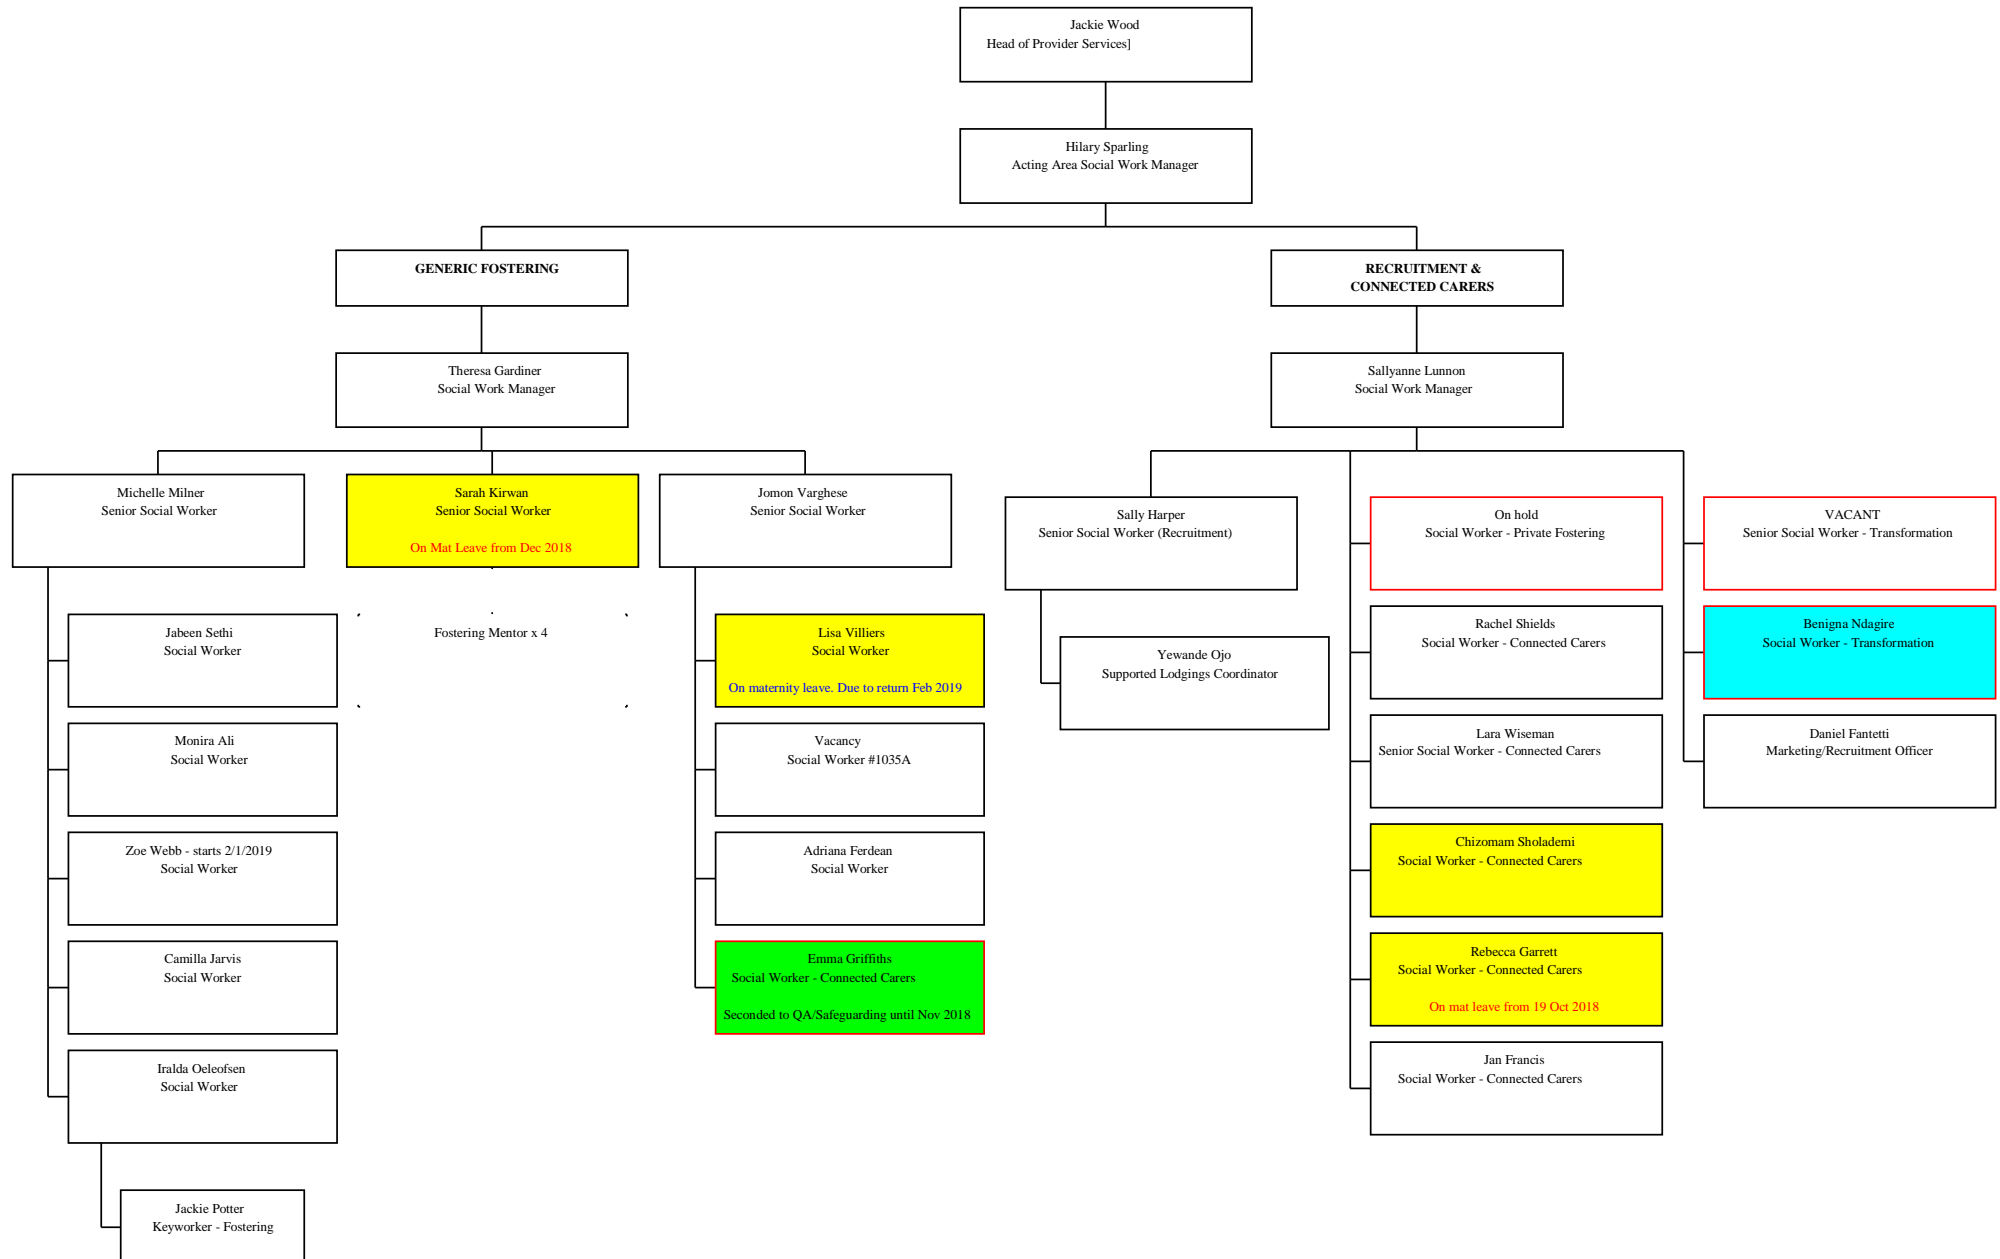 Jackie Wood
Head of Provider Services]
Hilary Sparling
Acting Area Social Work Manager
GENERIC FOSTERING
RECRUITMENT &
CONNECTED CARERS
Theresa Gardiner
Social Work Manager
Sallyanne Lunnon
Social Work Manager
Michelle Milner
Senior Social Worker
Sarah Kirwan
Senior Social Worker
On Mat Leave from Dec 2018
Jomon Varghese
Senior Social Worker
Jabeen Sethi
Social Worker
Monira Ali
Social Worker
Zoe Webb - starts 2/1/2019
Social Worker
Camilla Jarvis
Social Worker
Iralda Oeleofsen
Social Worker
Jackie Potter
Keyworker - Fostering
Fostering Mentor x 4
Lisa Villiers
Social Worker
On maternity leave. Due to return Feb 2019
Vacancy
Social Worker #1035A
Adriana Ferdean
Social Worker
Emma Griffiths
Social Worker - Connected Carers
Seconded to QA/Safeguarding until Nov 2018
Sally Harper
Senior Social Worker (Recruitment)
Yewande Ojo
Supported Lodgings Coordinator
On hold
Social Worker - Private Fostering
Rachel Shields
Social Worker - Connected Carers
Lara Wiseman
Senior Social Worker - Connected Carers
Chizomam Sholademi
Social Worker - Connected Carers
Rebecca Garrett
Social Worker - Connected Carers
On mat leave from 19 Oct 2018
Jan Francis
Social Worker - Connected Carers
VACANT
Senior Social Worker - Transformation
Benigna Ndagire
Social Worker - Transformation
Daniel Fantetti
Marketing/Recruitment Officer